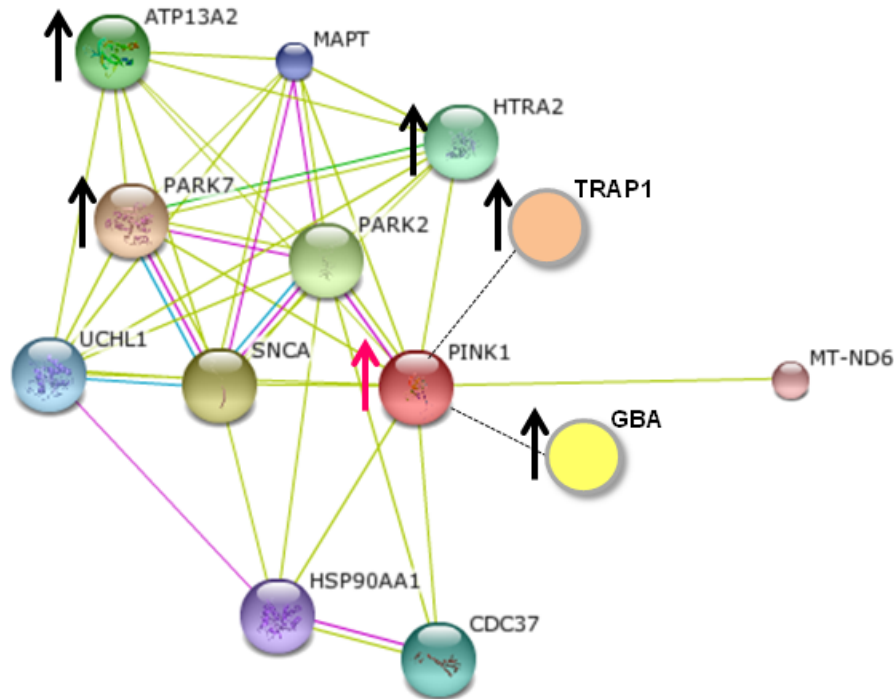 ATP13A2
MAPT
HTRA2
PARK7
TRAP1
PARK2
UCHL1
SNCA
PINK1
MT-ND6
GBA
HSP90AA1
CDC37